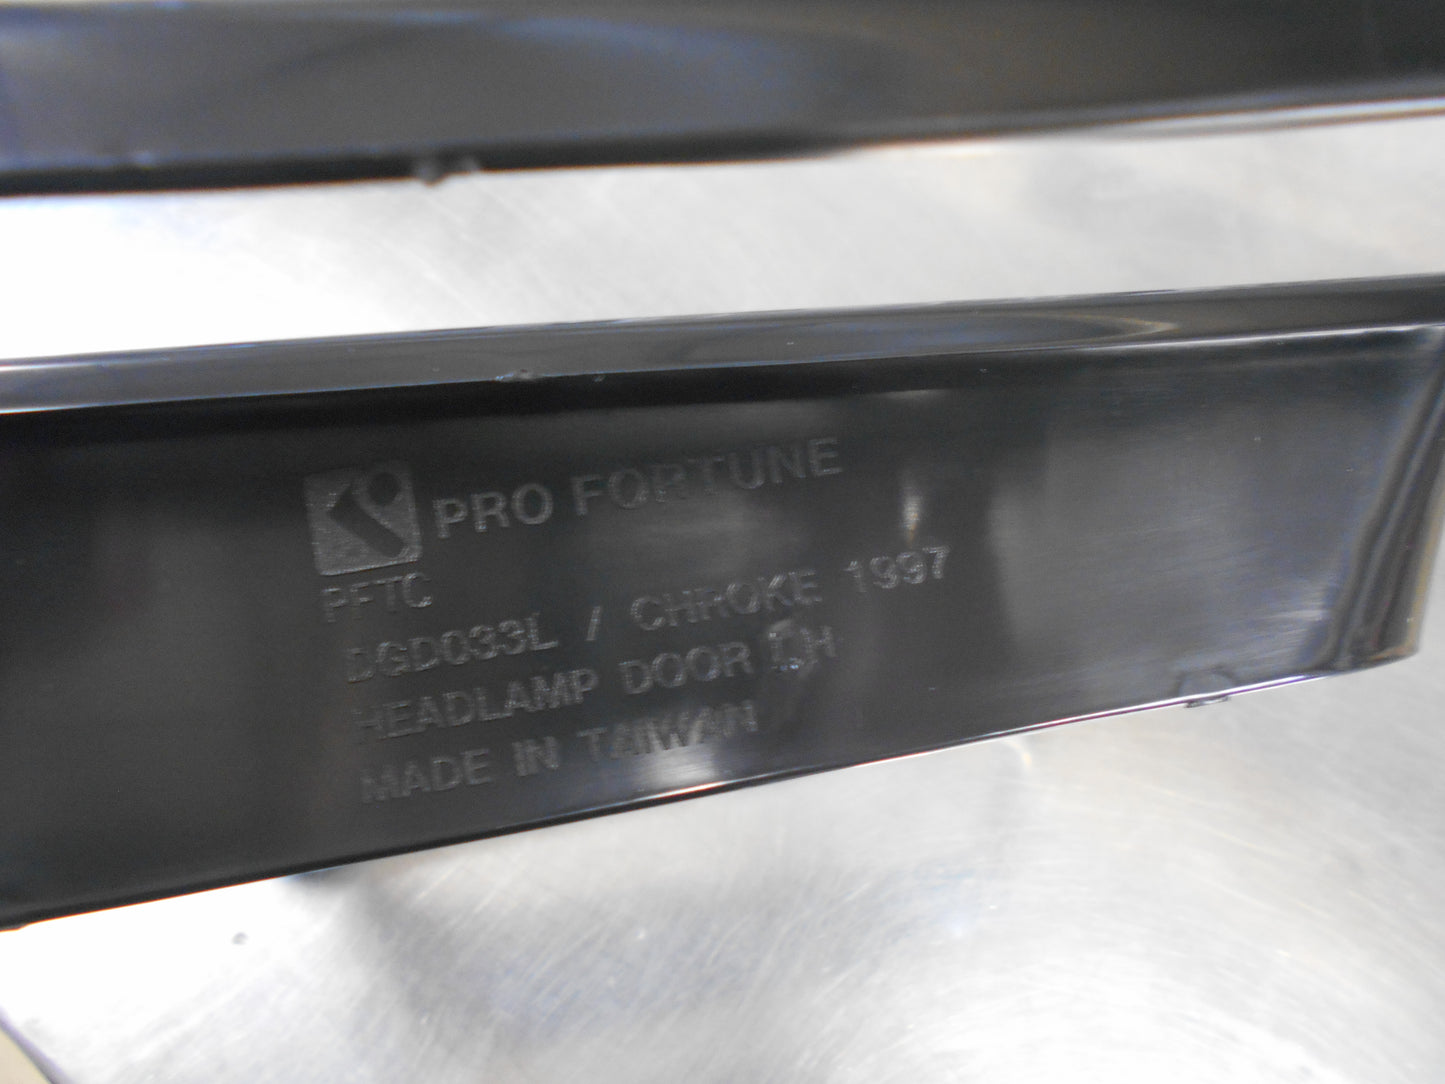 PRO FORTUNE
PFTC
DGD033L / CHROKE 1997
HEADLAMP DOOR LH
MADE IN TAIWAN